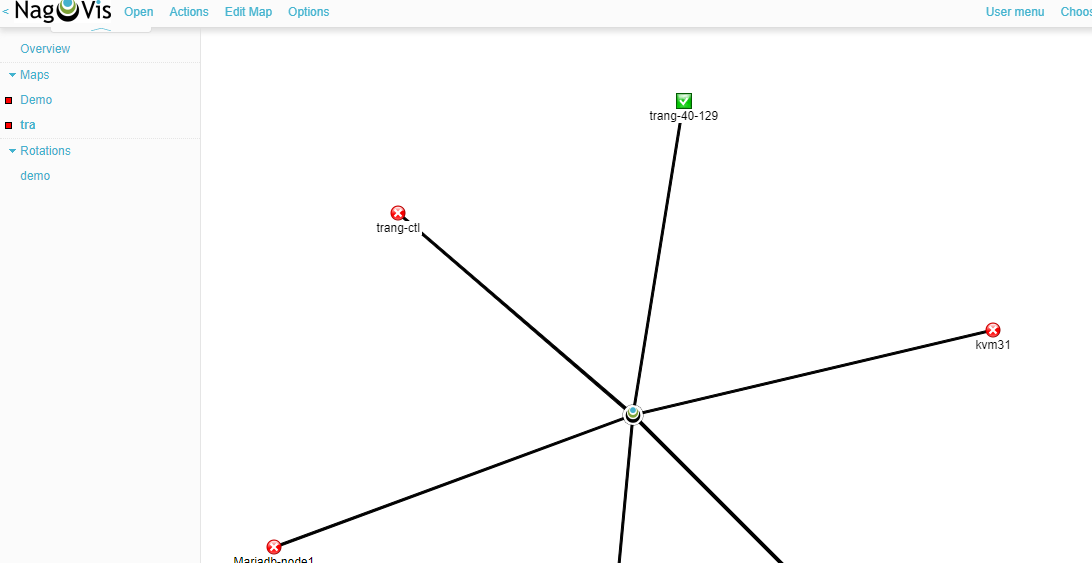 < NagVis Open Actions Edit Map Options User menu Choos
Overview
Maps
Demo
tra
Rotations
demo
trang-40-129
trang-ctl
kvm31
Mariadb-node1